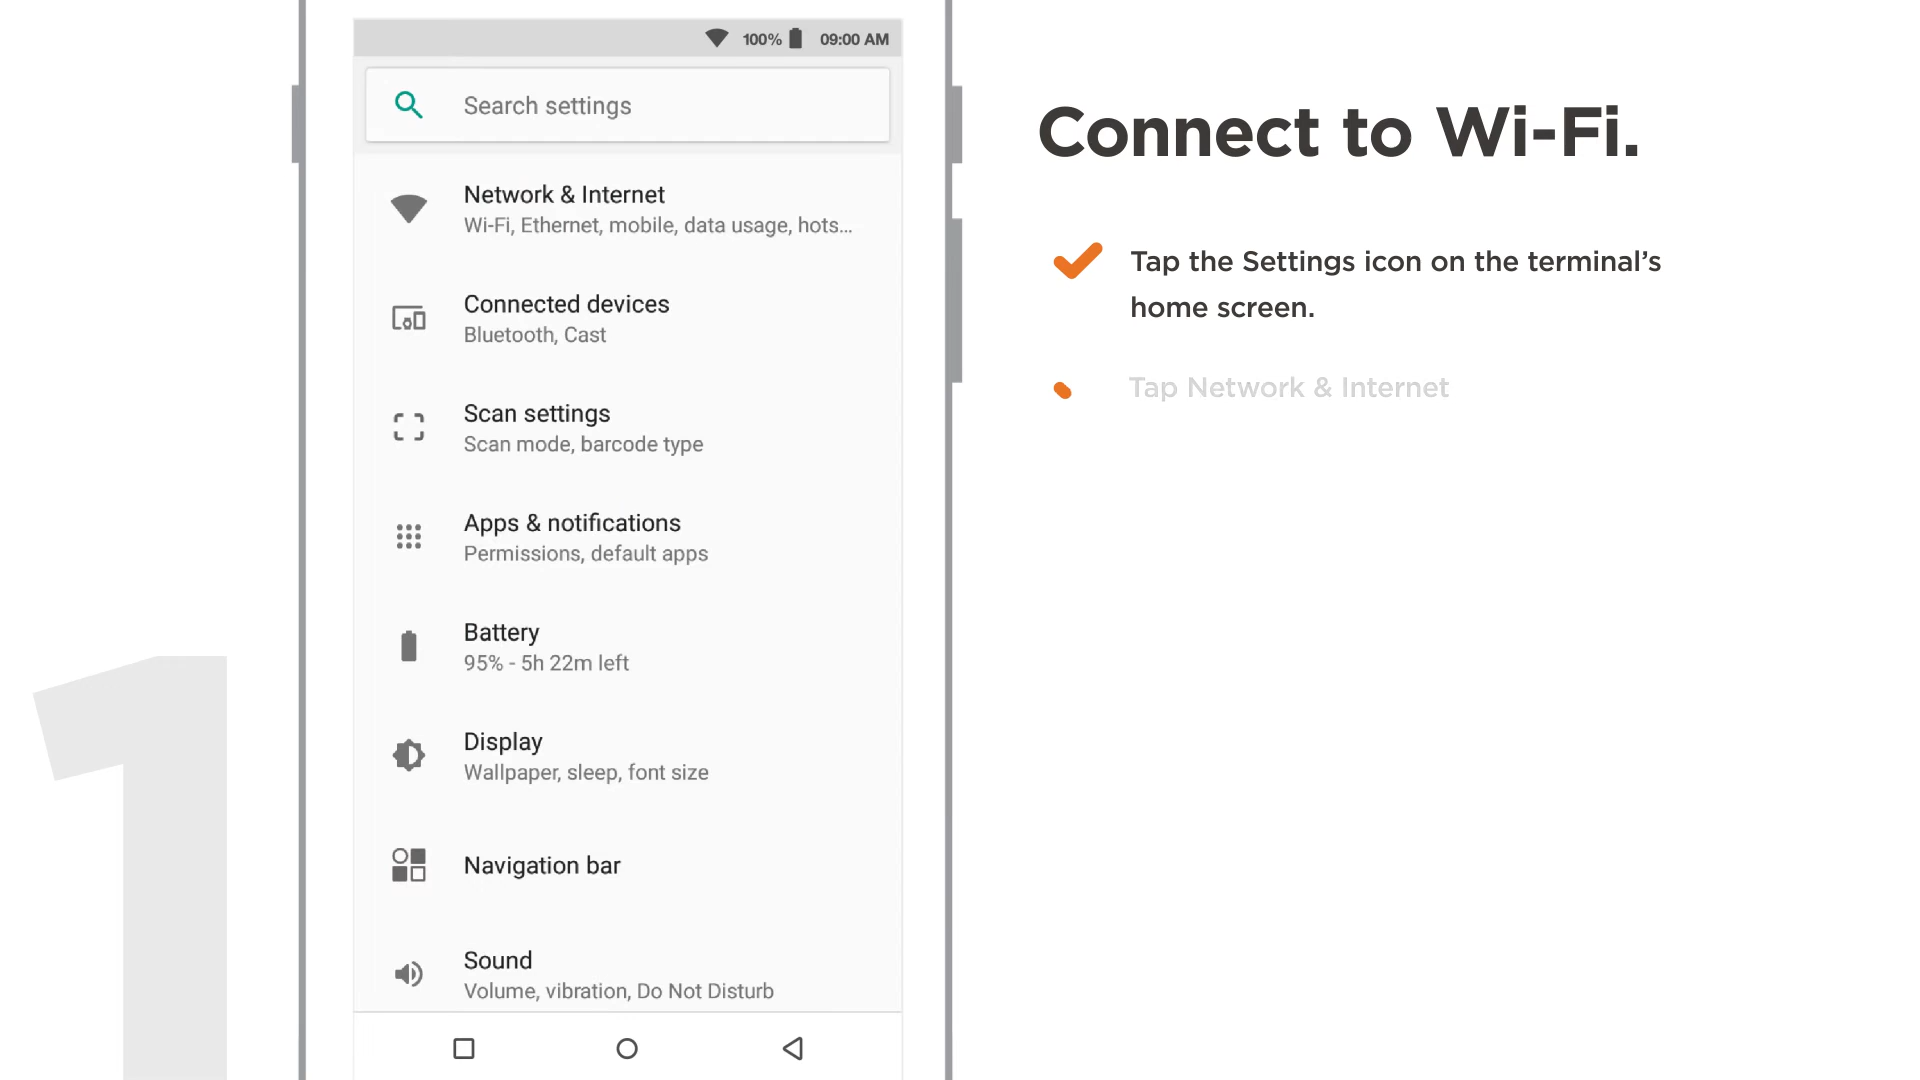 100%
09:00 AM
Search settings
Network & Internet
Wi-Fi, Ethernet, mobile, data usage, hots...
Connected devices
Bluetooth, Cast
Scan settings
Scan mode, barcode type
Apps & notifications
Permissions, default apps
Battery
95% - 5h 22m left
Display
Wallpaper, sleep, font size
Navigation bar
Sound
Volume, vibration, Do Not Disturb
1
Connect to Wi-Fi.
Tap the Settings icon on the terminal’s
home screen.
Tap Network & Internet